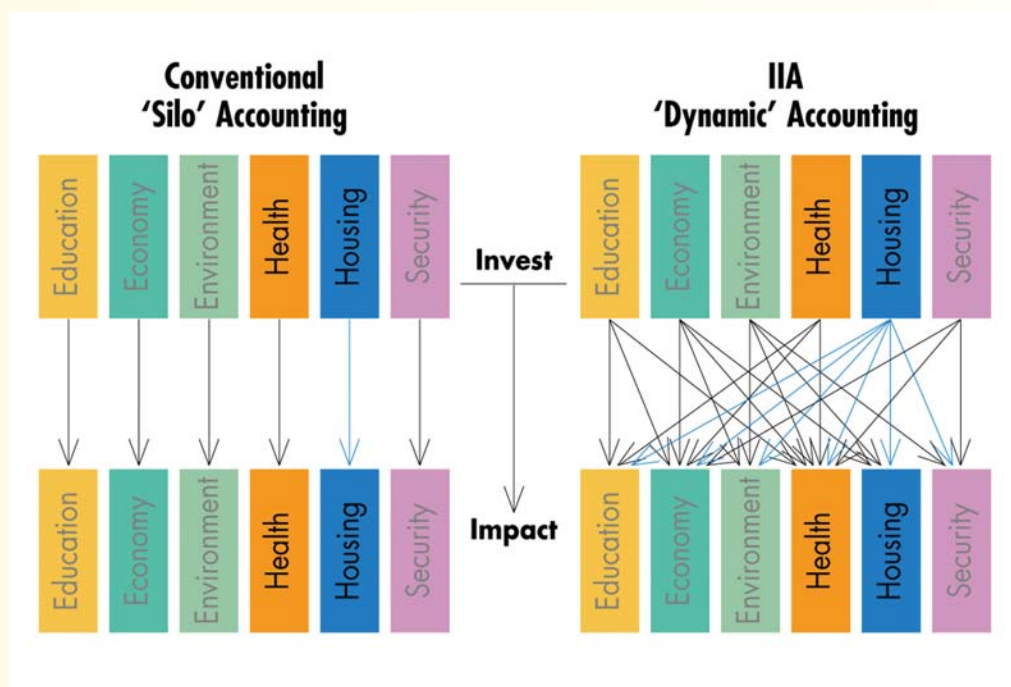 Conventional
'Silo' Accounting
IIA
'Dynamic' Accounting
Education
Economy
Environment
Health
Housing
Security
Invest
Education
Economy
Environment
Health
Housing
Security
Education
Economy
Environment
Health
Housing
Security
Impact
Education
Economy
Environment
Health
Housing
Security